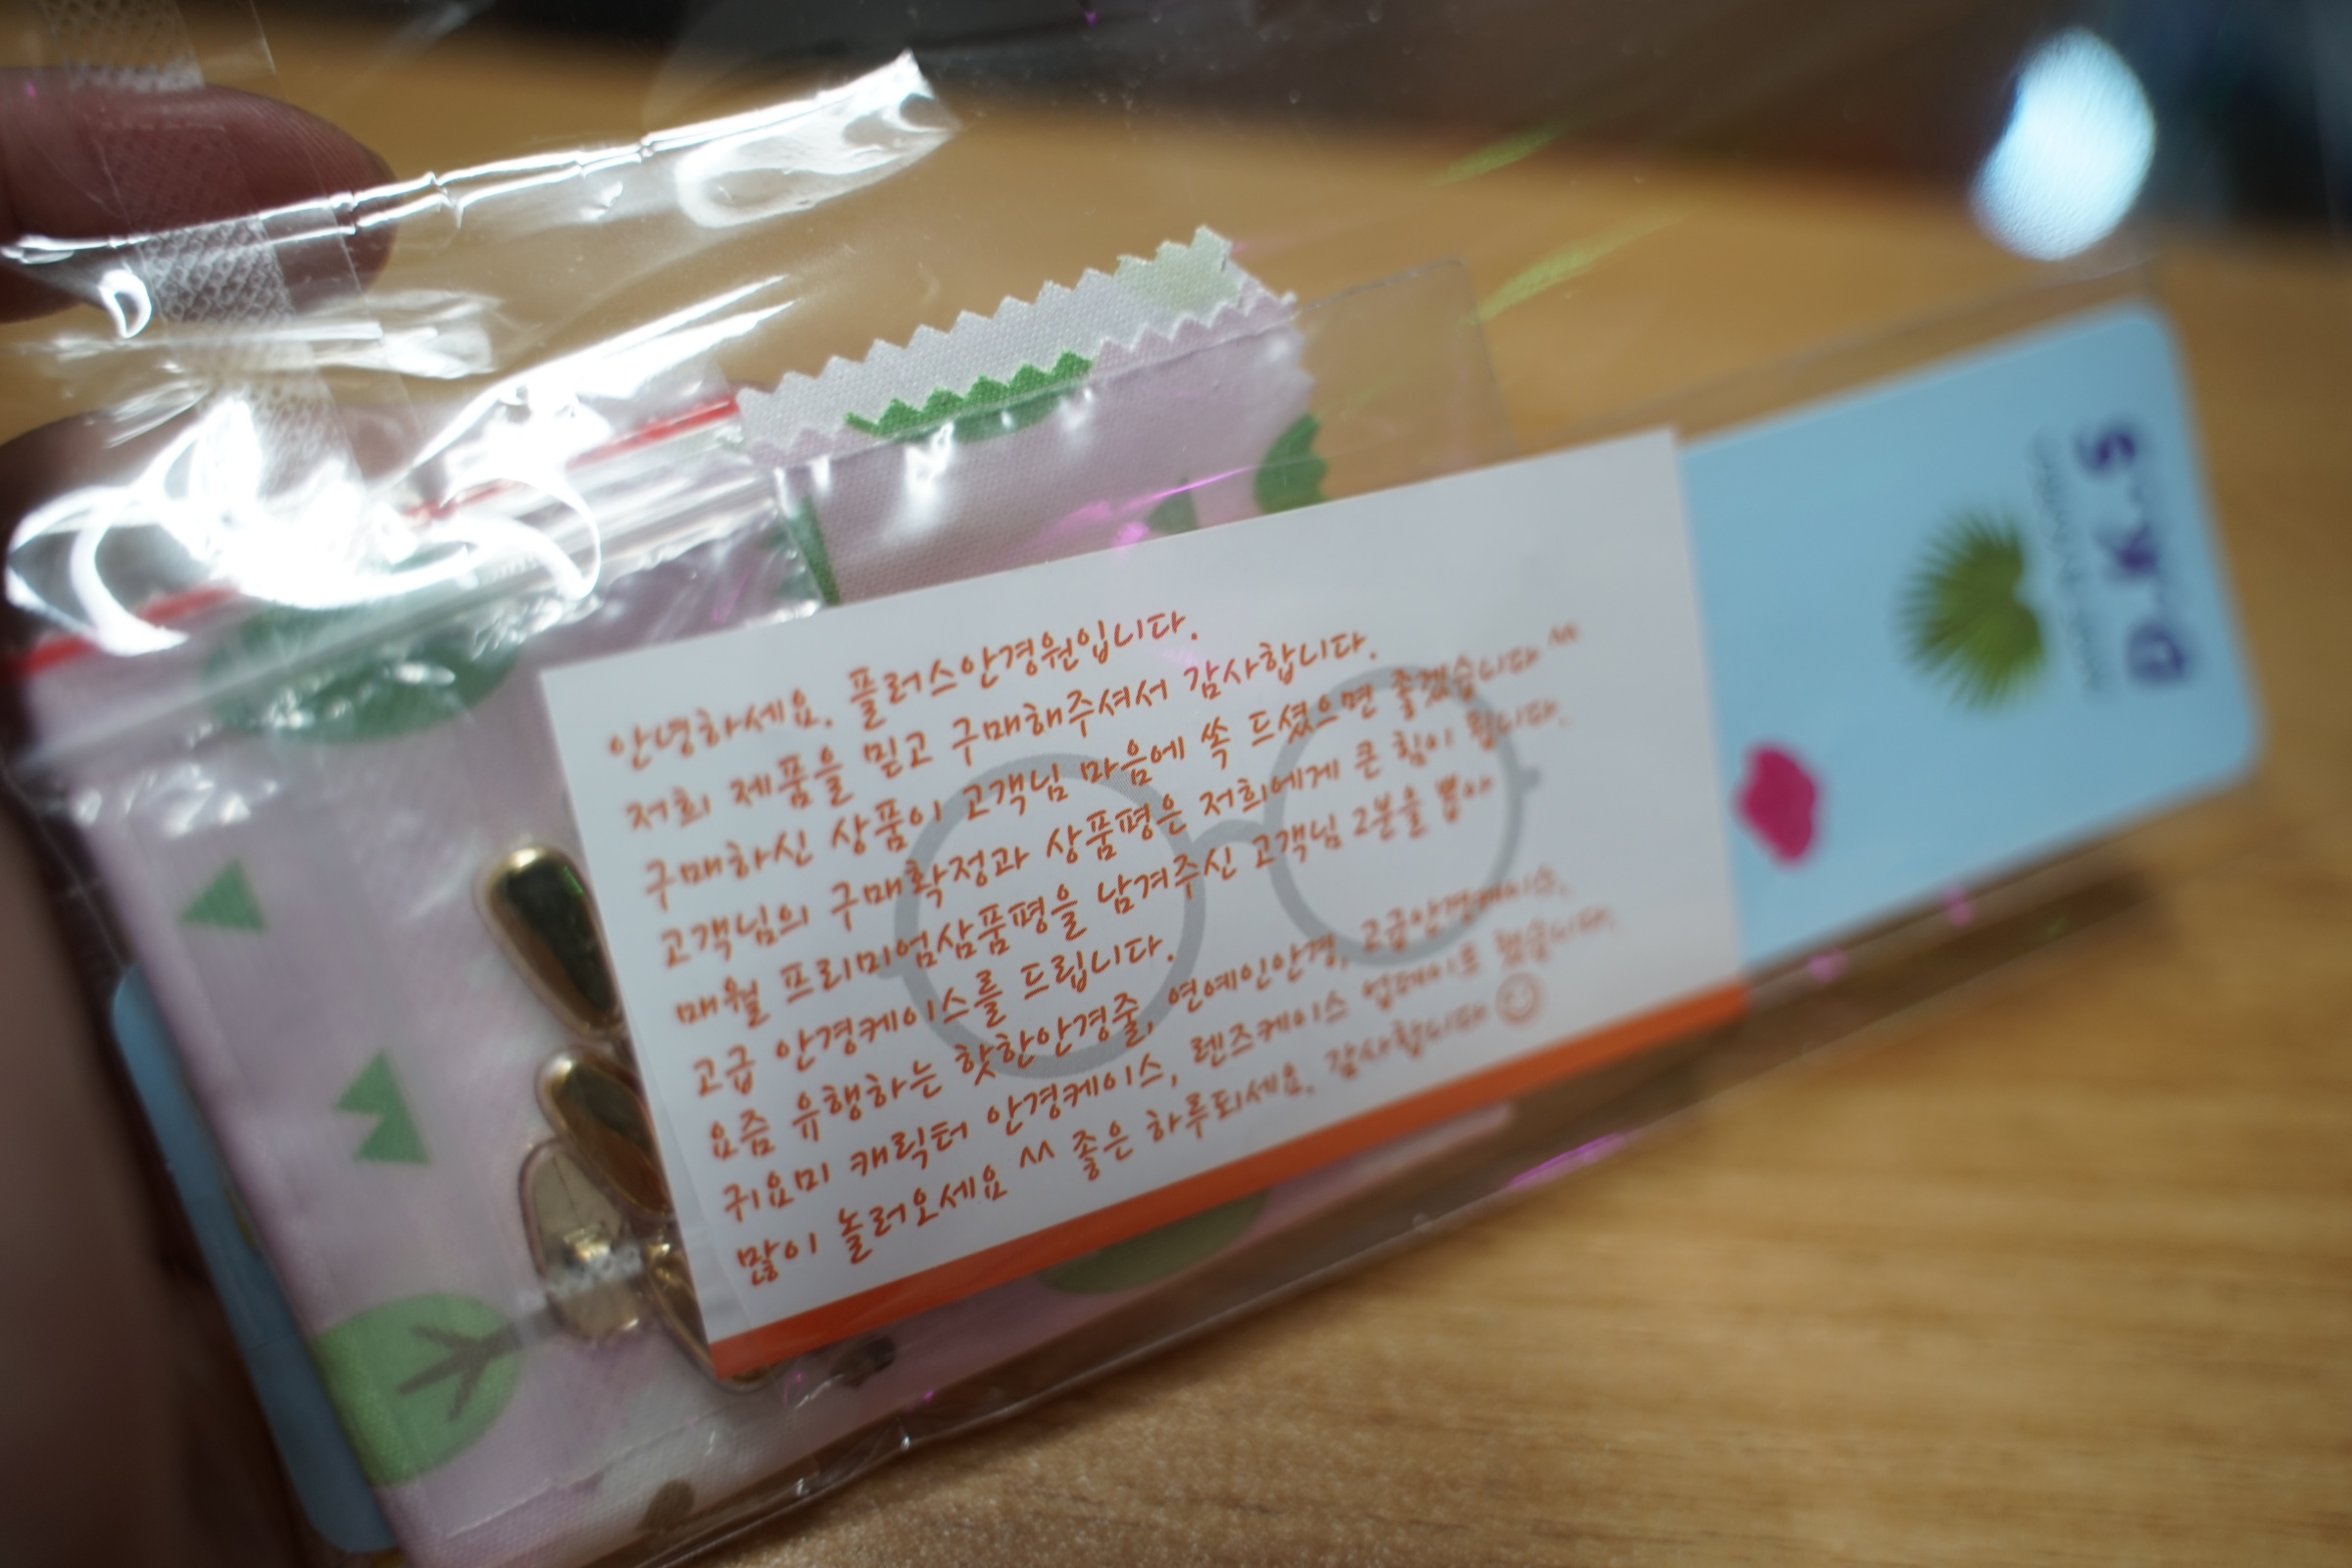 안녕하세요. 플러스안경원입니다.
저희 제품을 믿고 구매해주셔서 감사합니다.
구매하신 상품이 고객님 마음에 쏙 드셨으면 좋겠습니다 ^^
고객님의 구매확정과 상품평은 저희에게 큰 힘이 됩니다.
매월 프리미엄삼품평을 남겨주신 고객님 2분을 뽑아
고급 안경케이스를 드립니다.
요즘 유행하는 핫한안경줄, 연예인안경, 고급안경케이스,
귀요미 캐릭터 안경케이스, 렌즈케이스 업데이트 했습니다.
많이 놀러오세요 ^^ 좋은 하루되세요. 감사합니다